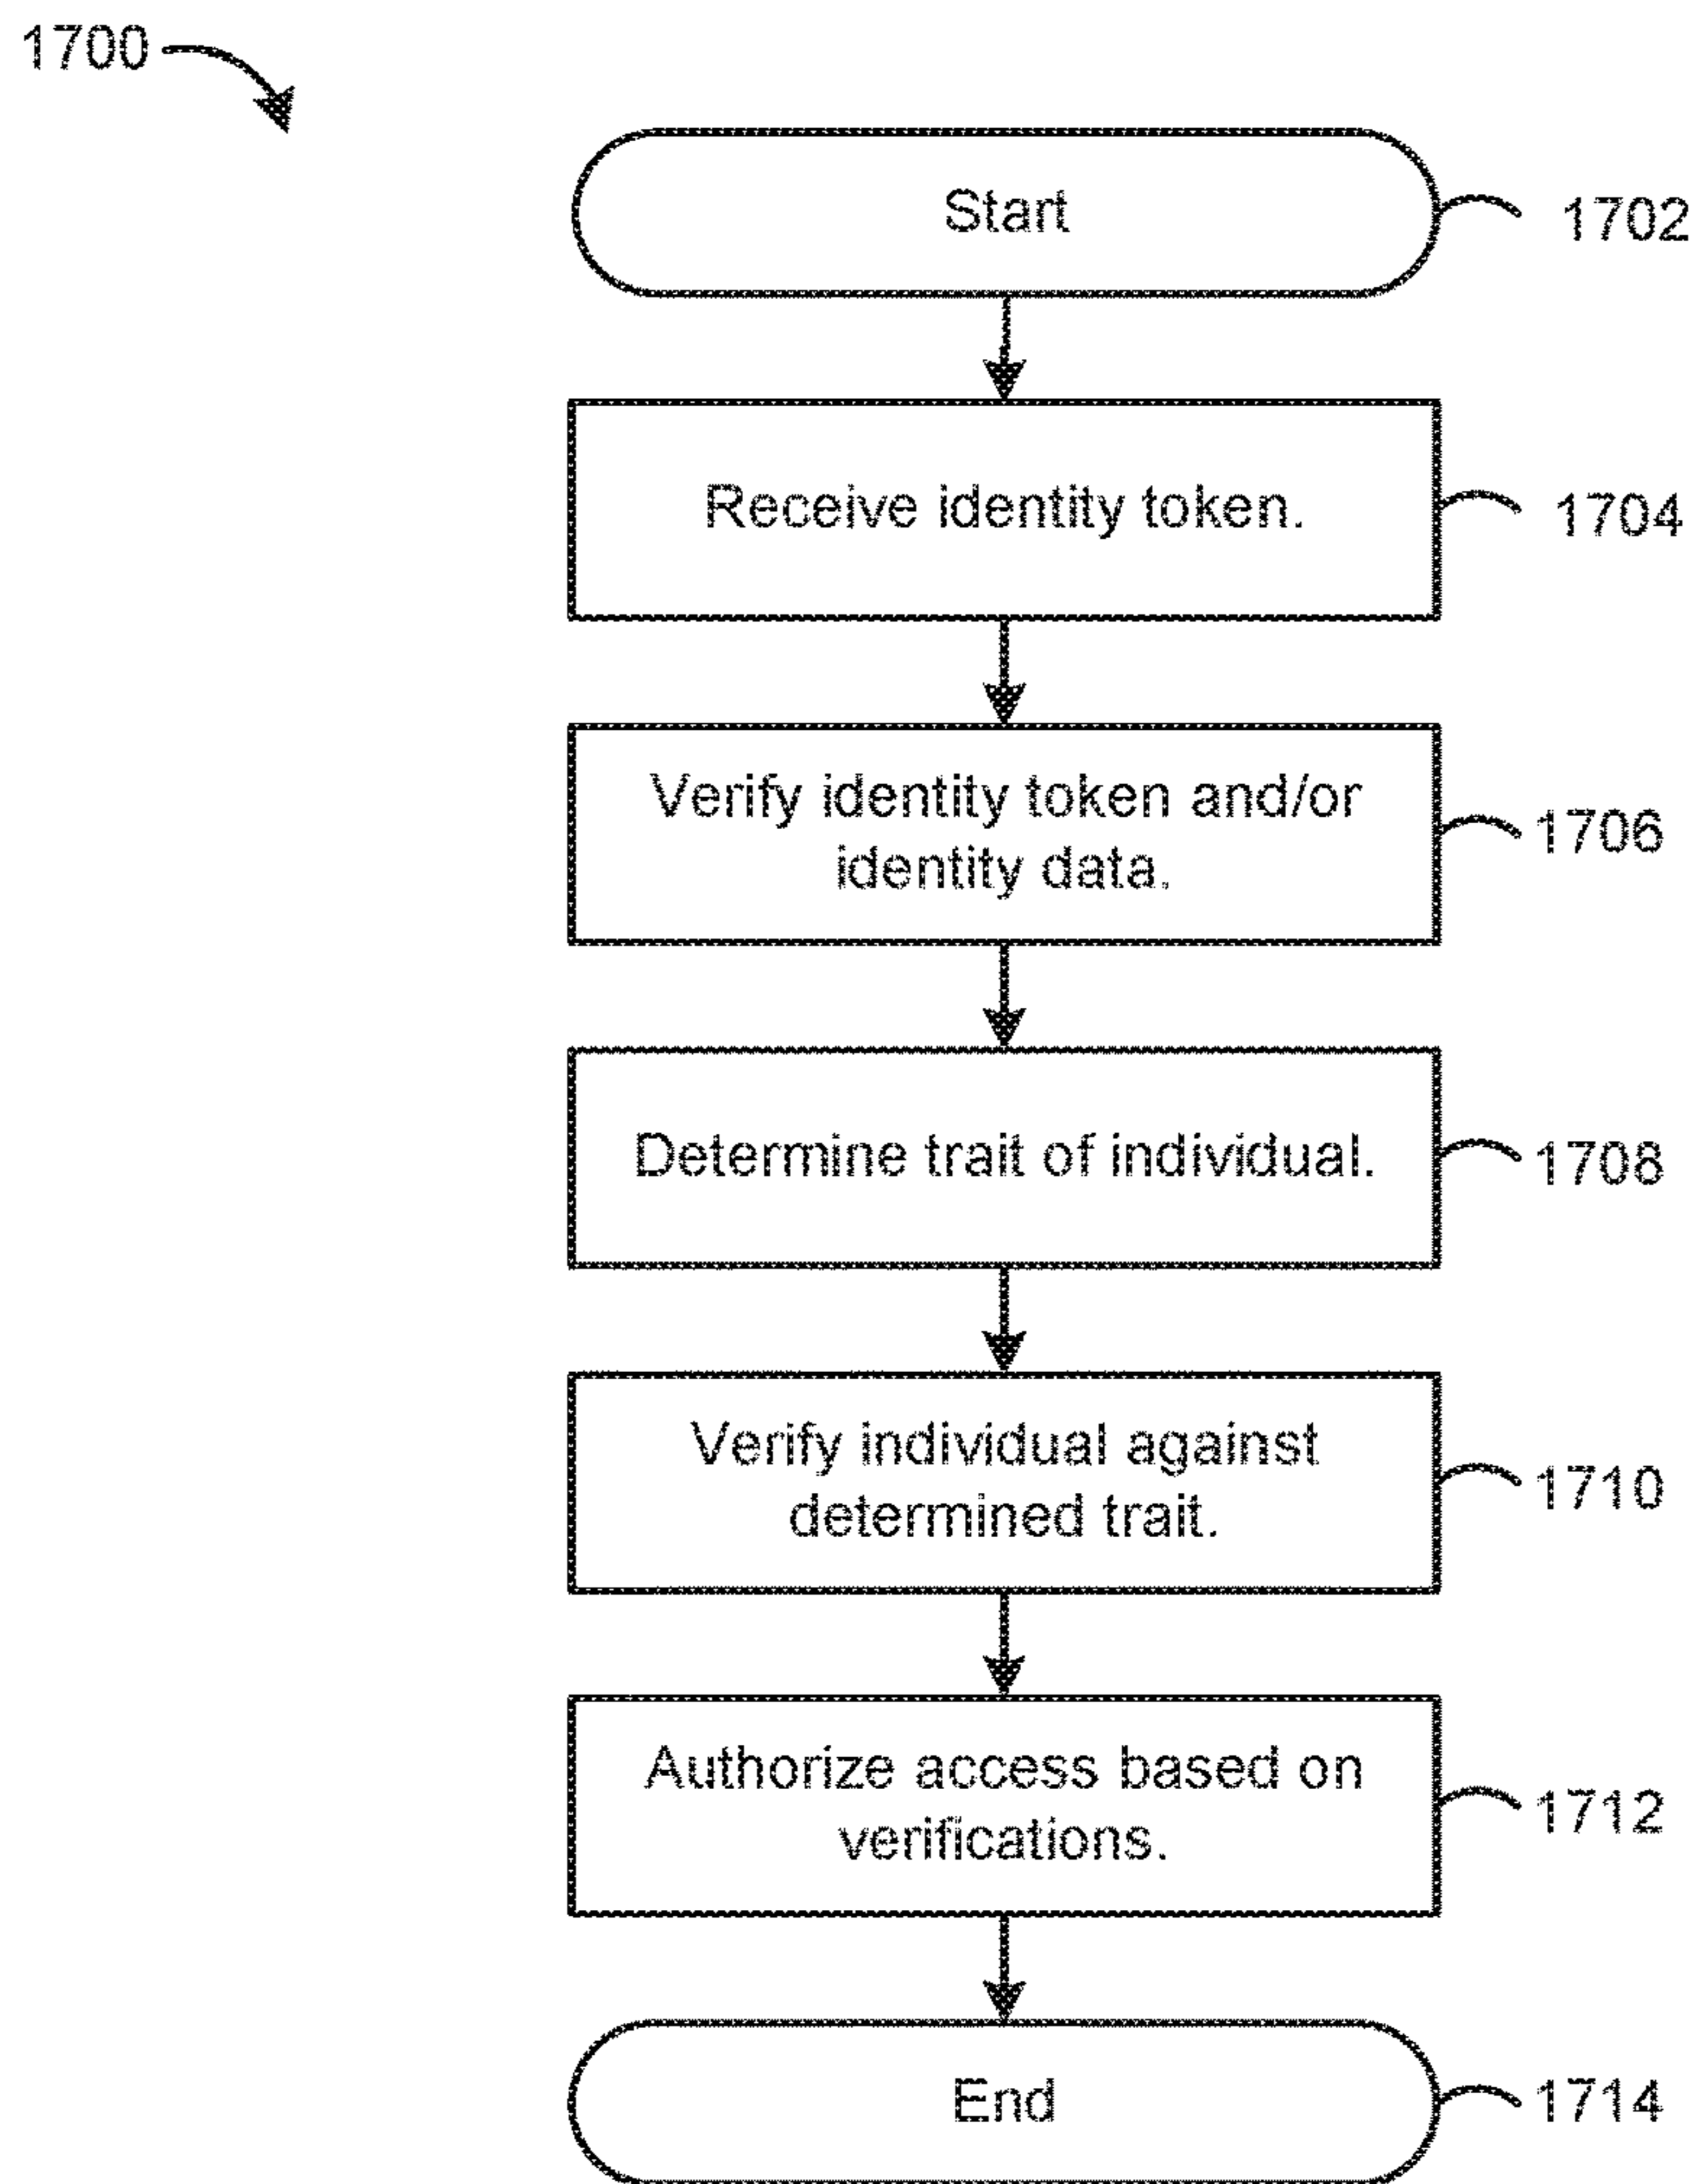 1700
Start
1702
Receive identity token.
1704
Verify identity token and/or
identity data.
1706
Determine trait of individual.
1708
Verify individual against
determined trait.
1710
Authorize access based on
verifications.
1712
End
1714